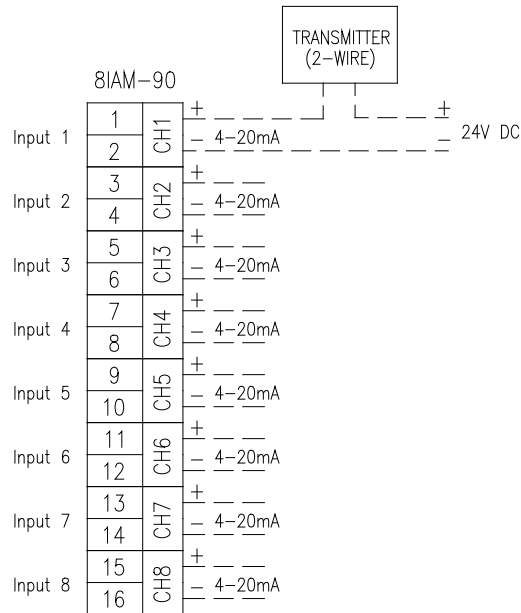 TRANSMITTER
(2-WIRE)
8IAM-90
Input 1
1
2
CH1
+
- 4-20mA
+
- 24V DC
Input 2
3
4
CH2
+
- 4-20mA
Input 3
5
6
CH3
+
- 4-20mA
Input 4
7
8
CH4
+
- 4-20mA
Input 5
9
10
CH5
+
- 4-20mA
Input 6
11
12
CH6
+
- 4-20mA
Input 7
13
14
CH7
+
- 4-20mA
Input 8
15
16
CH8
+
- 4-20mA